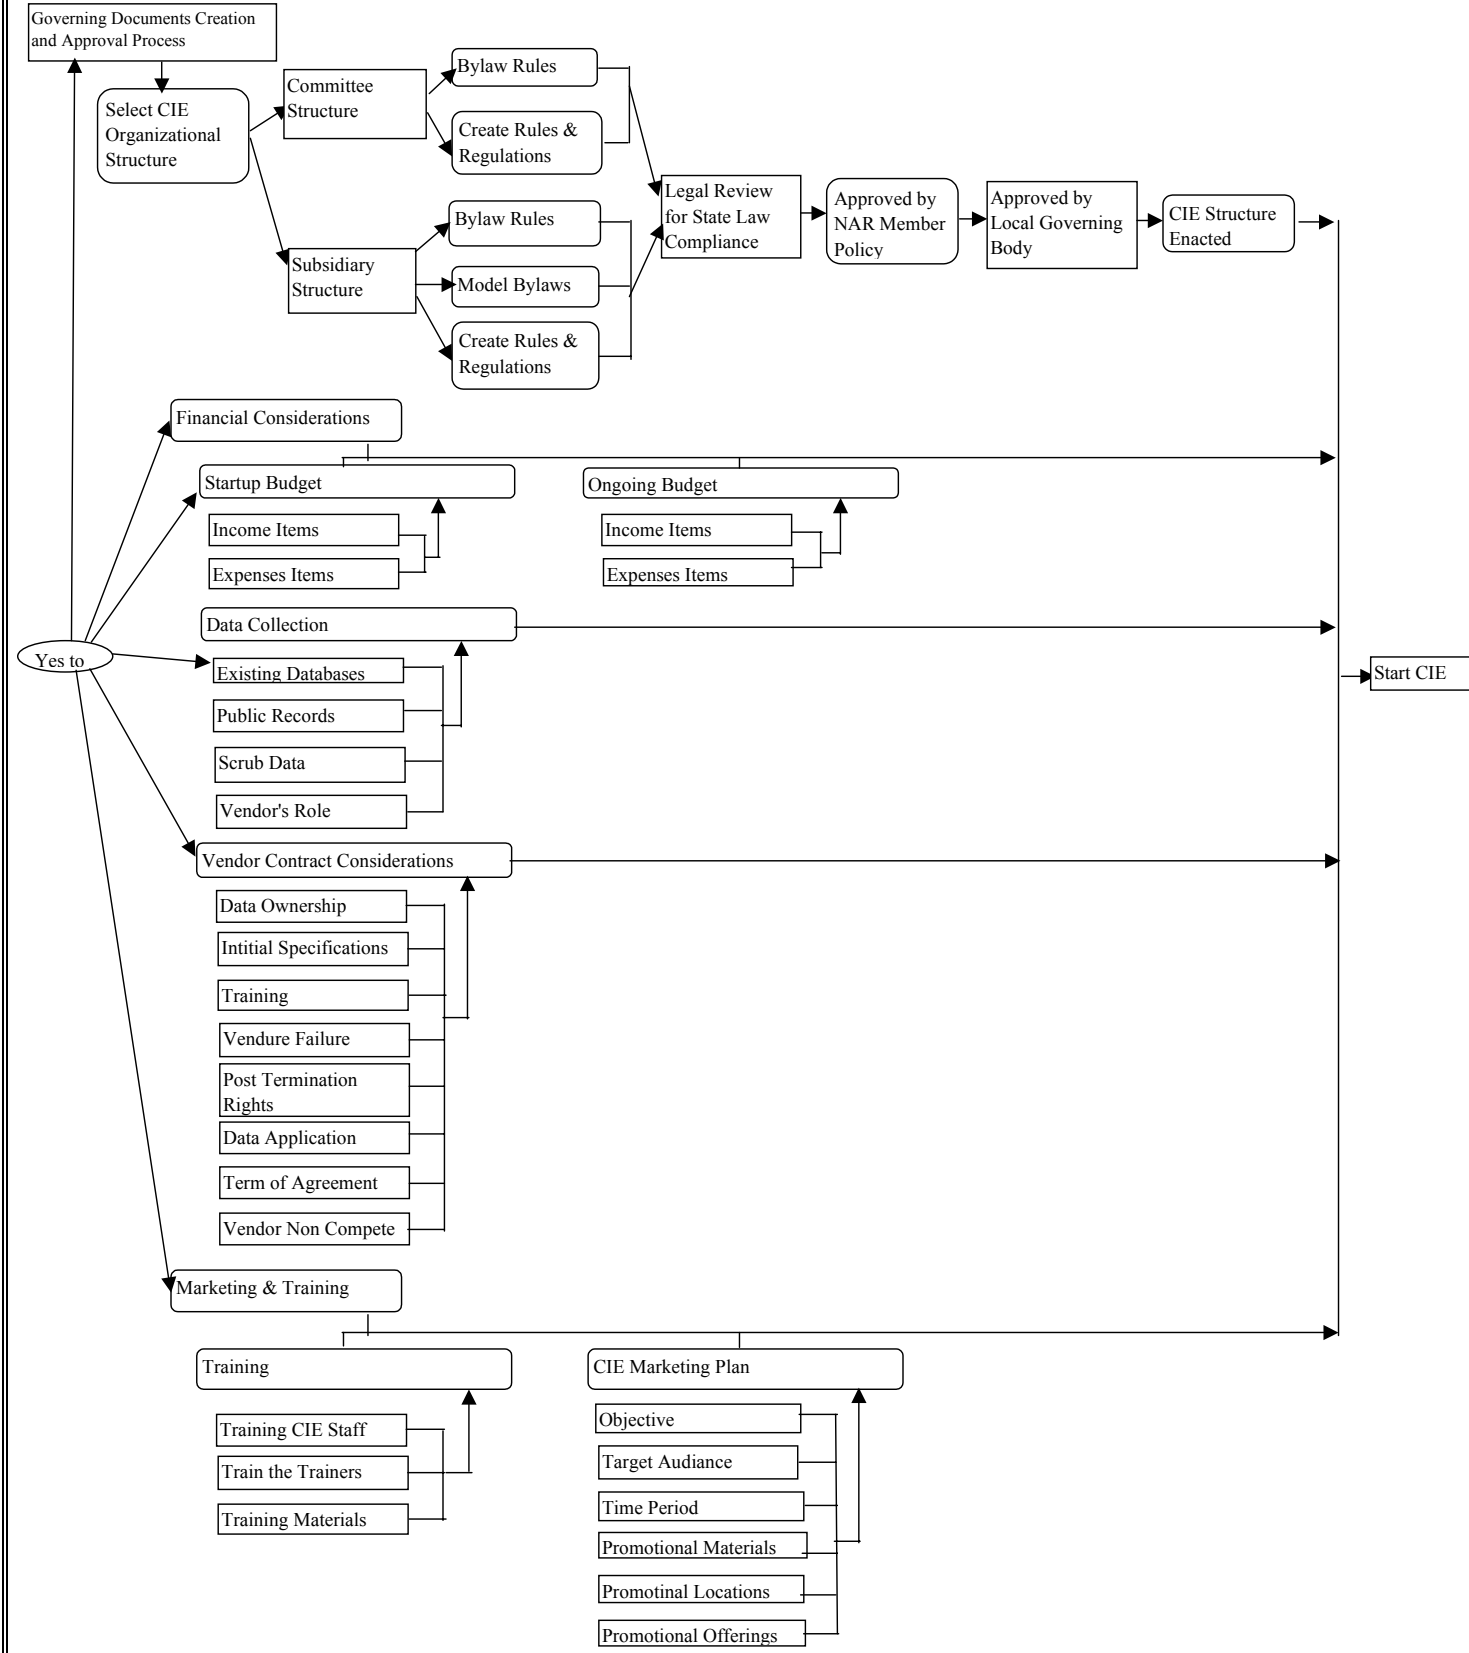 Governing Documents Creation
and Approval Process
Select CIE
Organizational
Structure
Committee
Structure
Bylaw Rules
Create Rules &
Regulations
Subsidiary
Structure
Bylaw Rules
Model Bylaws
Create Rules &
Regulations
Legal Review
for State Law
Compliance
Approved by
NAR Member
Policy
Approved by
Local Governing
Body
CIE Structure
Enacted
Financial Considerations
Startup Budget
Income Items
Expenses Items
Ongoing Budget
Income Items
Expenses Items
Yes to
Data Collection
Existing Databases
Public Records
Scrub Data
Vendor's Role
Start CIE
Vendor Contract Considerations
Data Ownership
Intitial Specifications
Training
Vendure Failure
Post Termination
Rights
Data Application
Term of Agreement
Vendor Non Compete
Marketing & Training
Training
Training CIE Staff
Train the Trainers
Training Materials
CIE Marketing Plan
Objective
Target Audiance
Time Period
Promotional Materials
Promotinal Locations
Promotional Offerings